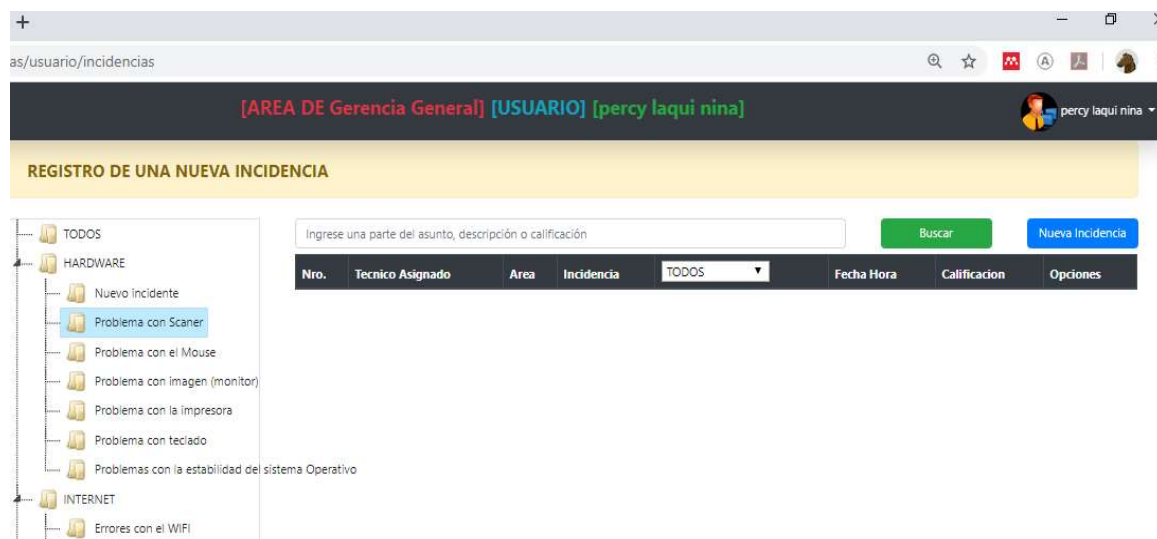 as/usuario/incidencias
[AREA DE Gerencia General] [USUARIO] [percy laqui nina]
percy laqui nina
REGISTRO DE UNA NUEVA INCIDENCIA
TODOS
HARDWARE
Nuevo incidente
Problema con Scaner
Problema con el Mouse
Problema con imagen (monitor)
Problema con la impresora
Problema con teclado
Problemas con la estabilidad del sistema Operativo
INTERNET
Errores con el WIFI
Ingrese una parte del asunto, descripción o calificación
Buscar
Nueva Incidencia
Nro. Tecnico Asignado Area Incidencia TODOS Fecha Hora Calificacion Opciones